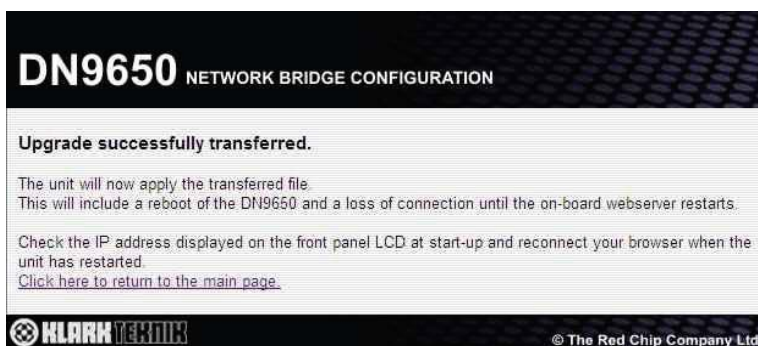 DN9650 NETWORK BRIDGE CONFIGURATION
Upgrade successfully transferred.
The unit will now apply the transferred file.
This will include a reboot of the DN9650 and a loss of connection until the on-board webserver restarts.
Check the IP address displayed on the front panel LCD at start-up and reconnect your browser when the
unit has restarted.
Click here to return to the main page.
KLARK TEKNIK
© The Red Chip Company Ltd